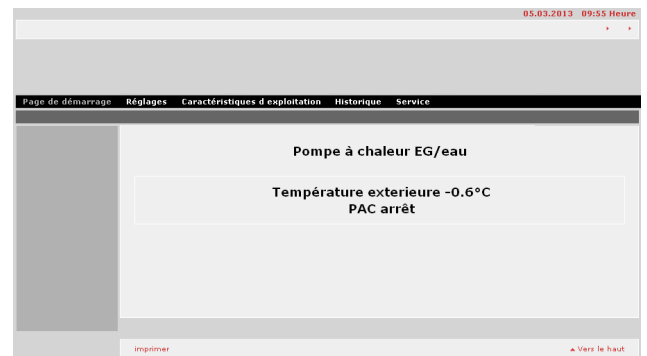 05.03.2013 09:55 Heure
Page de démarrage Réglages Caractéristiques d exploitation Historique Service
Pompe à chaleur EG/eau
Température exterieure -0.6°C
PAC arrêt
imprimer Vers le haut